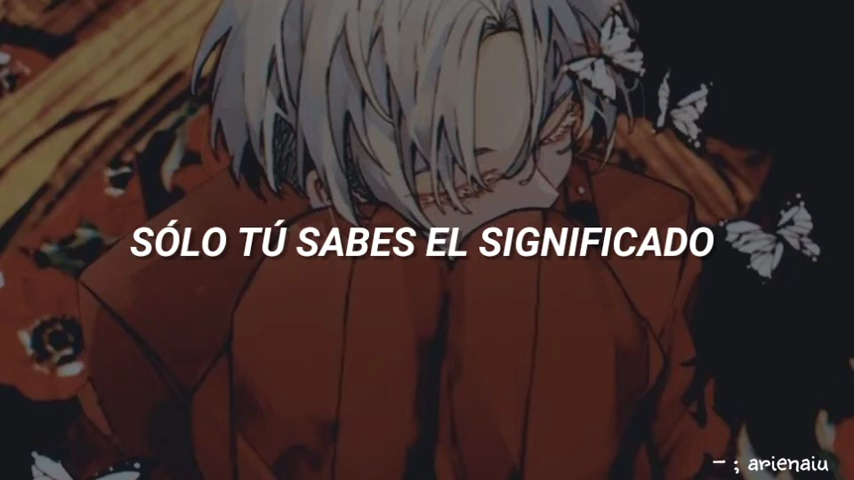 SÓLO TÚ SABES EL SIGNIFICADO
– ; arienaiu